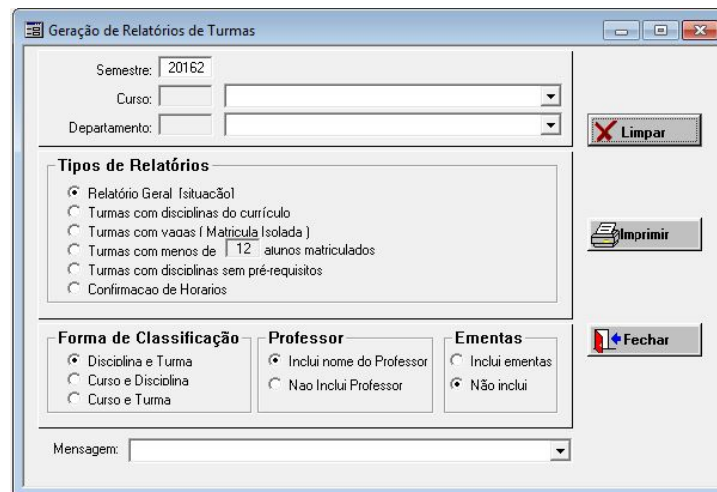 Geração de Relatórios de Turmas
Semestre: 20162
Curso:
Departamento:
Limpar
Tipos de Relatórios
Relatório Geral (situacão)
Turmas com disciplinas do currículo
Turmas com vagas ( Matricula Isolada )
Turmas com menos de 12 alunos matriculados
Turmas com disciplinas sem pré-requisitos
Confirmacao de Horarios
Imprimir
Forma de Classificação
Disciplina e Turma
Curso e Disciplina
Curso e Turma
Professor
Inclui nome do Professor
Nao Inclui Professor
Ementas
Inclui ementas
Não inclui
Fechar
Mensagem: